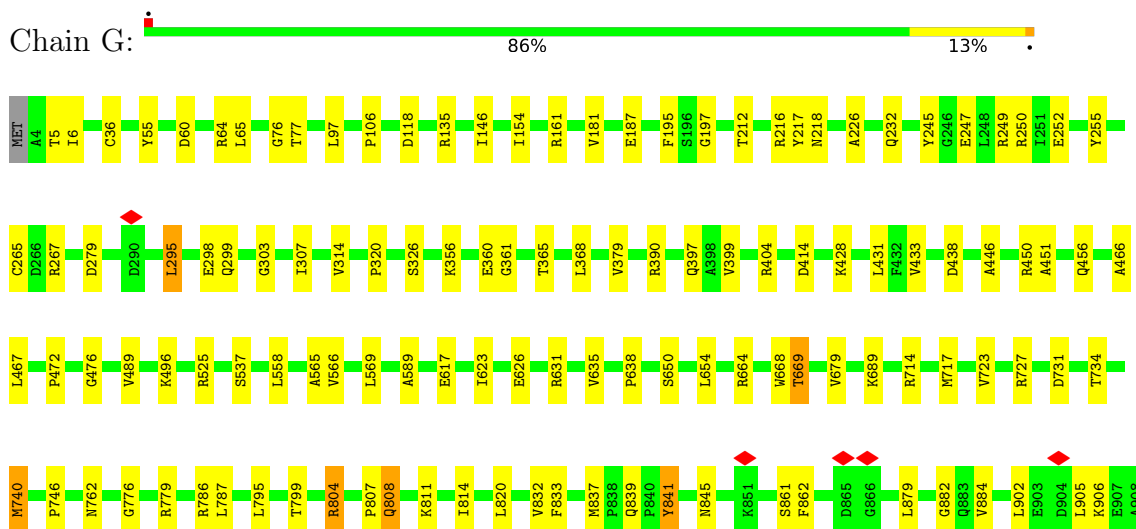 Chain G:
86% 13%
MET A4 T5 I6 C36 Y55 D60 R64 L65 G76 T77 L97 P106 D118 R135 I146 I154 R161 V181 E187 F195 S196 G197 T212 R216 Y217 N218 A226 Q232 Y245 G246 E247 L248 R249 R250 I251 E252 Y255
C265 D266 R267 D279 D290 L295 E298 Q299 G303 I307 V314 P320 S326 K356 E360 G361 T365 L368 V379 R390 Q397 A398 V399 R404 D414 K428 L431 F432 V433 D438 A446 R450 A451 Q456 A466
L467 P472 G476 V489 K496 R525 S537 L558 A565 V566 L569 A589 E617 I623 E626 R631 V635 P638 S650 L654 R664 W668 T669 V679 K689 R714 M717 V723 R727 D731 T734
M740 P746 N762 G776 R779 R786 L787 L795 T799 R804 P807 Q808 K811 I814 L820 V832 F833 M837 P838 Q839 P840 Y841 N845 K851 S861 F862 D865 G866 L879 G882 Q883 V884 L902 E903 D904 L905 K906 E907 A908